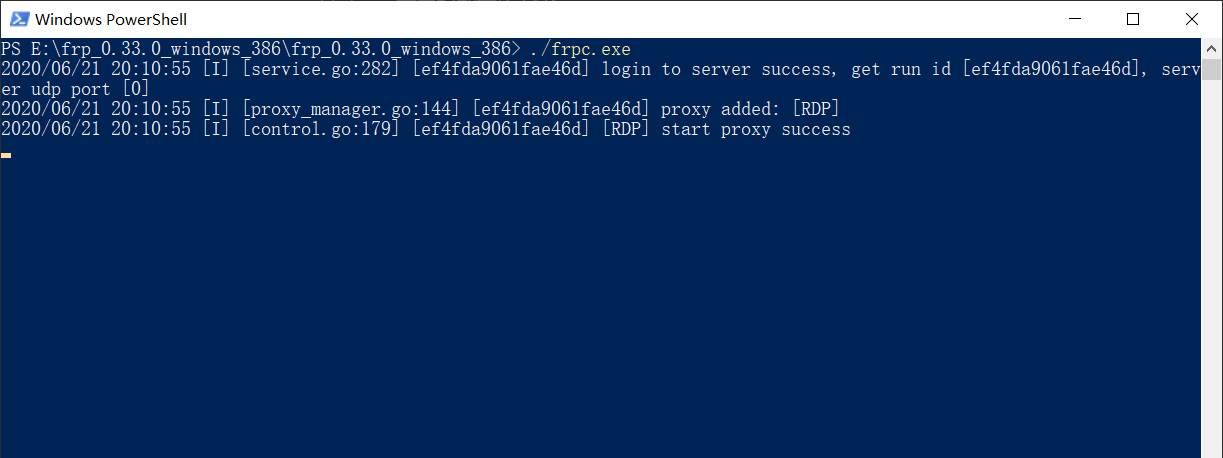 Windows PowerShell
PS E:\frp_0.33.0_windows_386\frp_0.33.0_windows_386> ./frpc.exe
2020/06/21 20:10:55 [I] [service.go:282] [ef4fda9061fae46d] login to server success, get run id [ef4fda9061fae46d], serv
er udp port [0]
2020/06/21 20:10:55 [I] [proxy_manager.go:144] [ef4fda9061fae46d] proxy added: [RDP]
2020/06/21 20:10:55 [I] [control.go:179] [ef4fda9061fae46d] [RDP] start proxy success